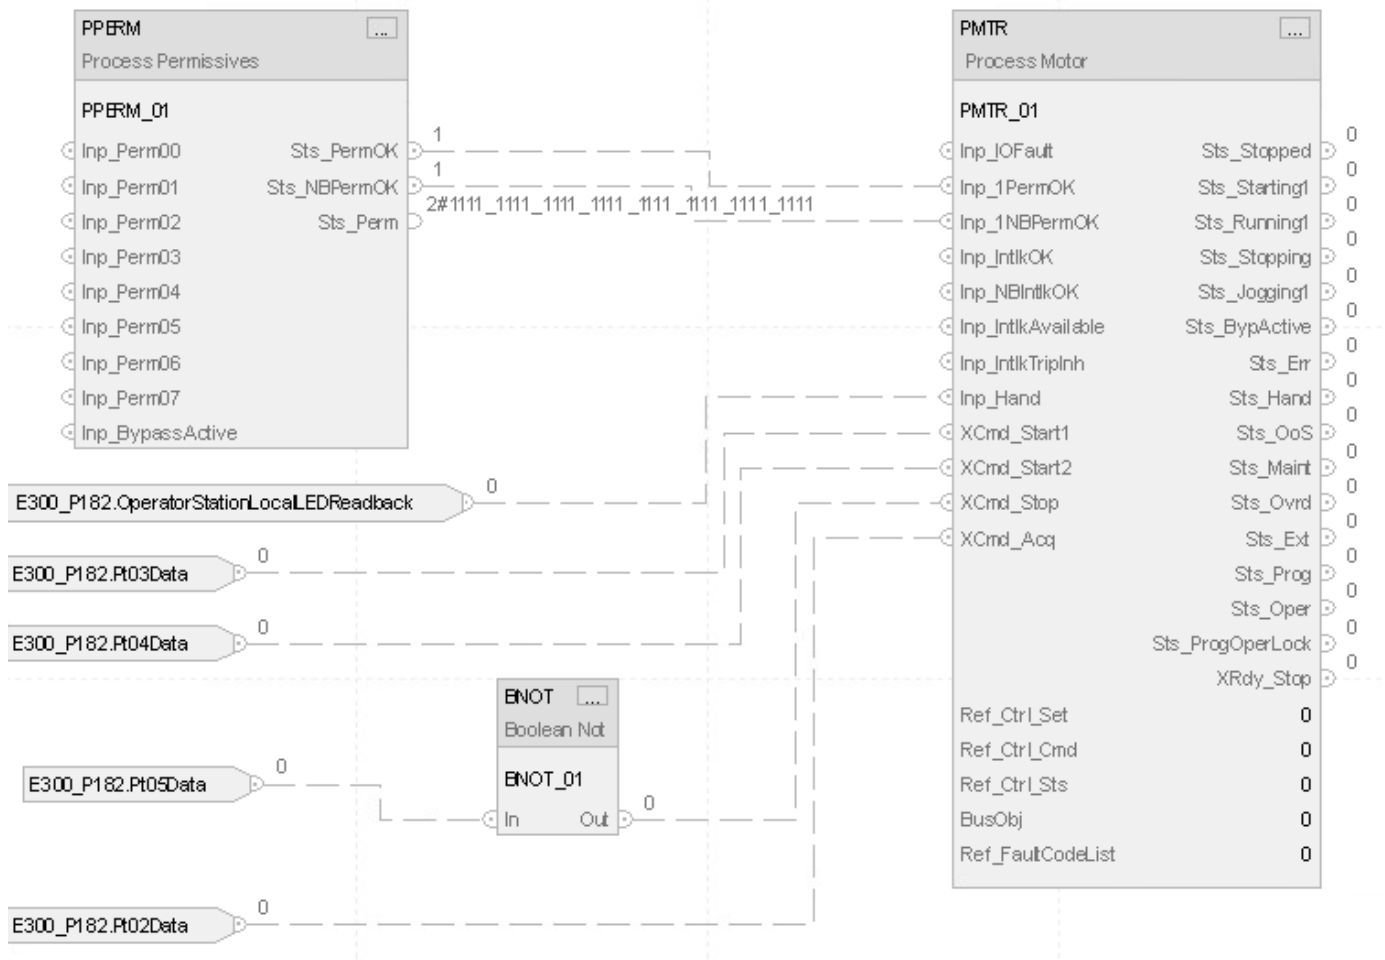 PPERM ...
Process Permissives
PPERM_01
Inp_Perm00 Sts_PermOK 1
Inp_Perm01 Sts_NBPermOK 1
Inp_Perm02 Sts_Perm 2#1111_1111_1111_1111_1111_1111_1111_1111
Inp_Perm03
Inp_Perm04
Inp_Perm05
Inp_Perm06
Inp_Perm07
Inp_BypassActive
E300_P182.OperatorStationLocalLEDReadback 0
E300_P182.Pt03Data 0
E300_P182.Pt04Data 0
BNOT ...
Boolean Not
BNOT_01
In Out 0
E300_P182.Pt05Data 0
E300_P182.Pt02Data 0
PMTR ...
Process Motor
PMTR_01
Inp_IOFault Sts_Stopped 0
Inp_1PermOK Sts_Starting1 0
Inp_1NBPermOK Sts_Running1 0
Inp_IntlkOK Sts_Stopping 0
Inp_NBIntlkOK Sts_Jogging1 0
Inp_IntlkAvailable Sts_BypActive 0
Inp_IntlkTripInh Sts_Err 0
Inp_Hand Sts_Hand 0
XCmd_Start1 Sts_OoS 0
XCmd_Start2 Sts_Maint 0
XCmd_Stop Sts_Ovrd 0
XCmd_Acq Sts_Ext 0
Sts_Prog 0
Sts_Oper 0
Sts_ProgOperLock 0
XRdy_Stop 0
Ref_Ctrl_Set 0
Ref_Ctrl_Cmd 0
Ref_Ctrl_Sts 0
BusObj 0
Ref_FaultCodeList 0